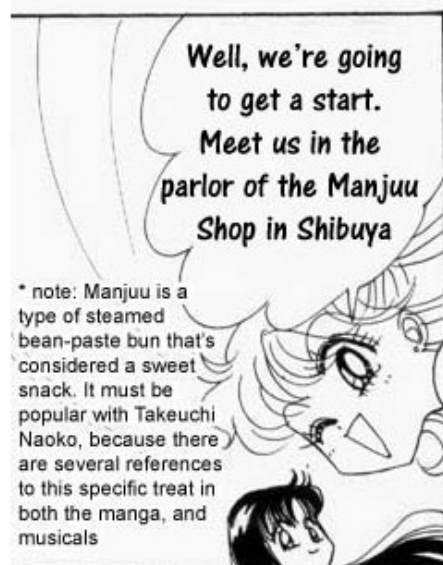 Well, we're going
to get a start.
Meet us in the
parlor of the Manjuu
Shop in Shibuya
* note: Manjuu is a
type of steamed
bean-paste bun that's
considered a sweet
snack. It must be
popular with Takeuchi
Naoko, because there
are several references
to this specific treat in
both the manga, and
musicals